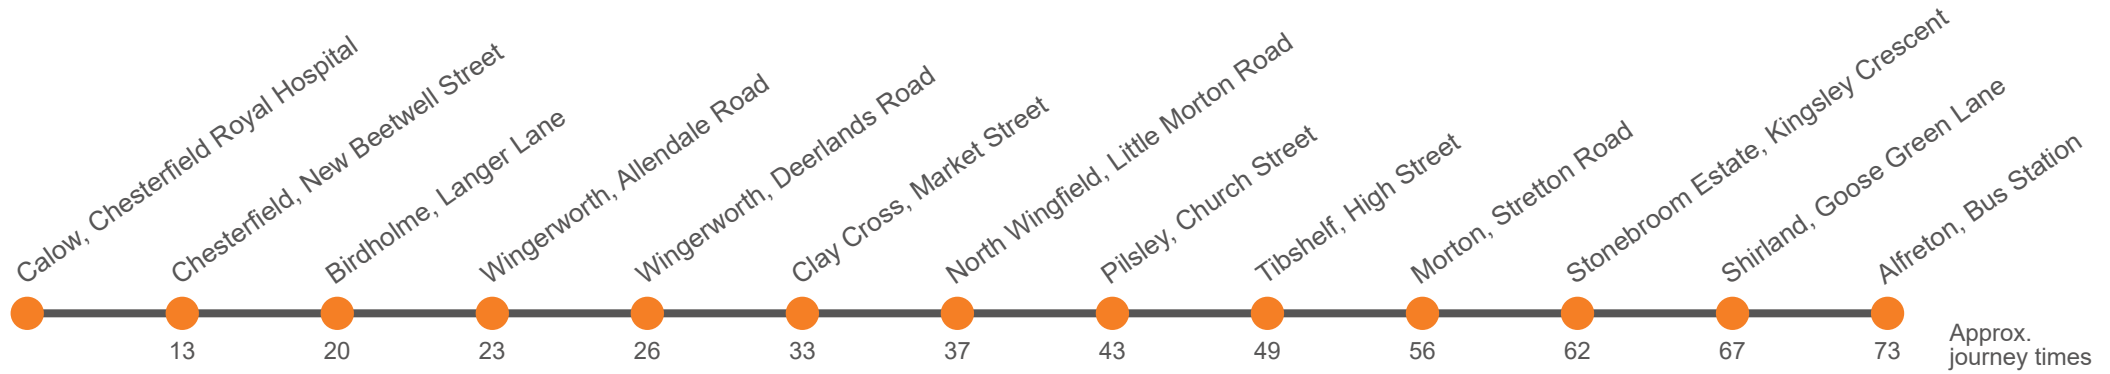 Calow, Chesterfield Royal Hospital
Chesterfield, New Beetwell Street
Birdholme, Langer Lane
Wingerworth, Allendale Road
Wingerworth, Deerlands Road
Clay Cross, Market Street
North Wingfield, Little Morton Road
Pilsley, Church Street
Tibshelf, High Street
Morton, Stretton Road
Stonebroom Estate, Kingsley Crescent
Shirland, Goose Green Lane
Alfreton, Bus Station
13 20 23 26 33 37 43 49 56 62 67 73
Approx.
journey times